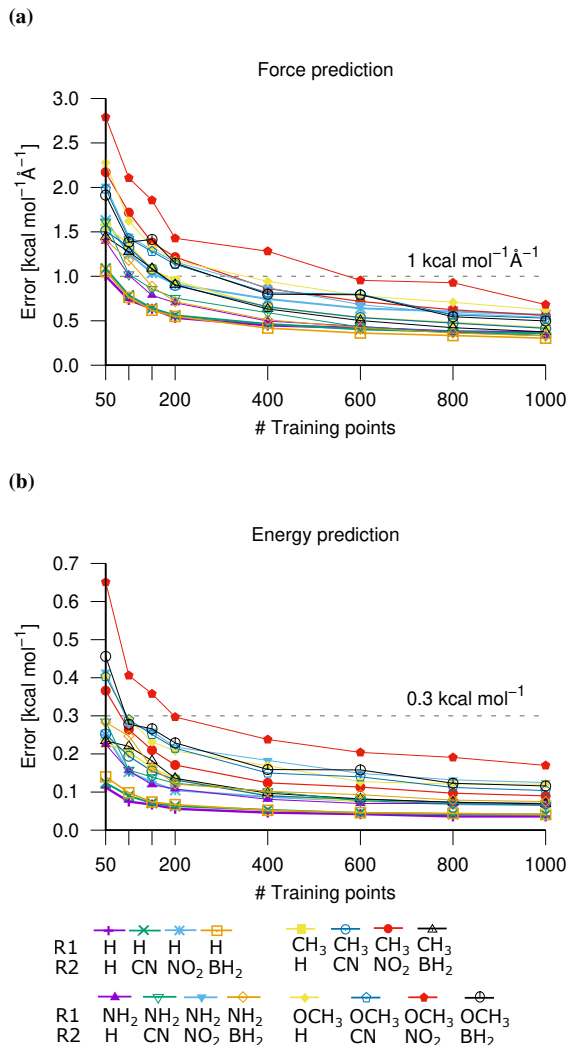 (a)
Force prediction
3.0
2.5
2.0
1.5
1.0
0.5
0.0
Error [kcal mol⁻¹Å⁻¹]
1 kcal mol⁻¹Å⁻¹
50 200 400 600 800 1000
# Training points
(b)
Energy prediction
0.7
0.6
0.5
0.4
0.3
0.2
0.1
0.0
Error [kcal mol⁻¹]
0.3 kcal mol⁻¹
50 200 400 600 800 1000
# Training points
R1 H H H H CH₃ CH₃ CH₃ CH₃
R2 H CN NO₂ BH₂ H CN NO₂ BH₂
R1 NH₂ NH₂ NH₂ NH₂ OCH₃ OCH₃ OCH₃ OCH₃
R2 H CN NO₂ BH₂ H CN NO₂ BH₂